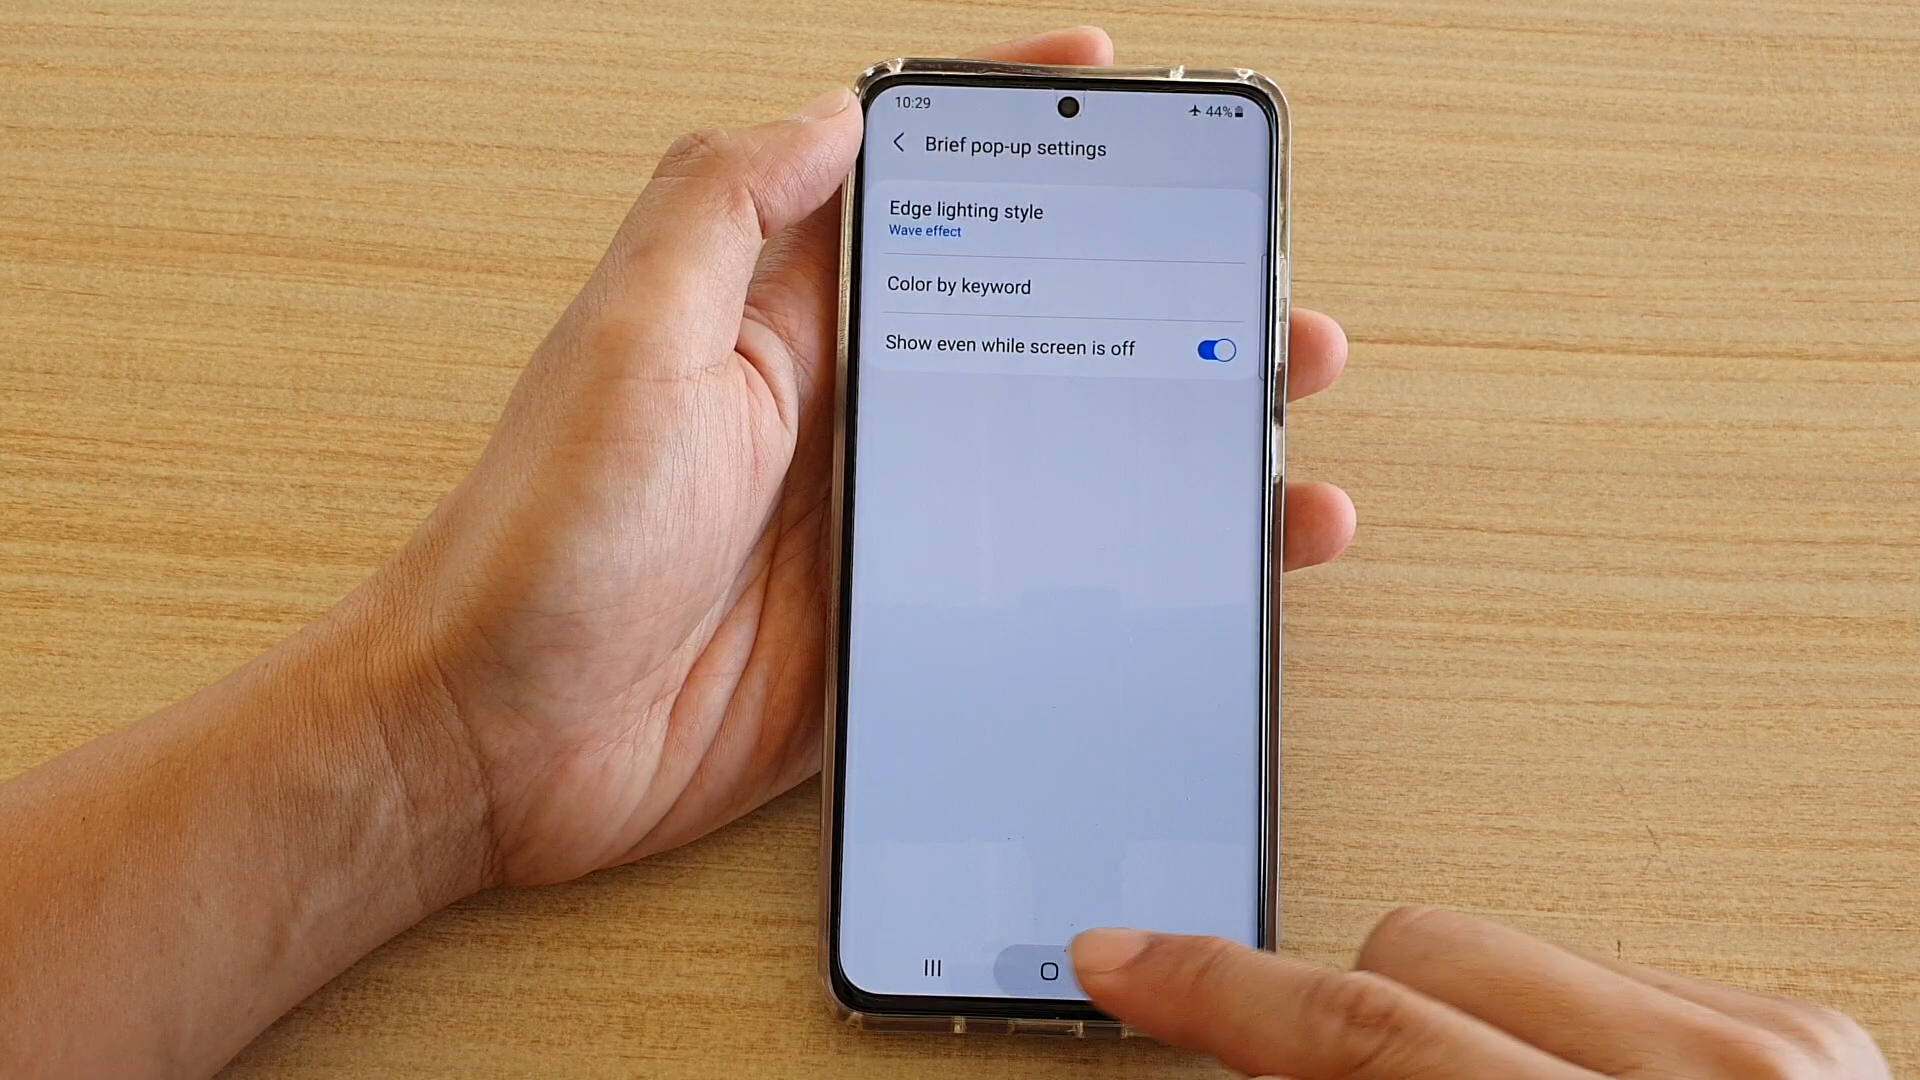 10:29
44%
Brief pop-up settings
Edge lighting style
Wave effect
Color by keyword
Show even while screen is off